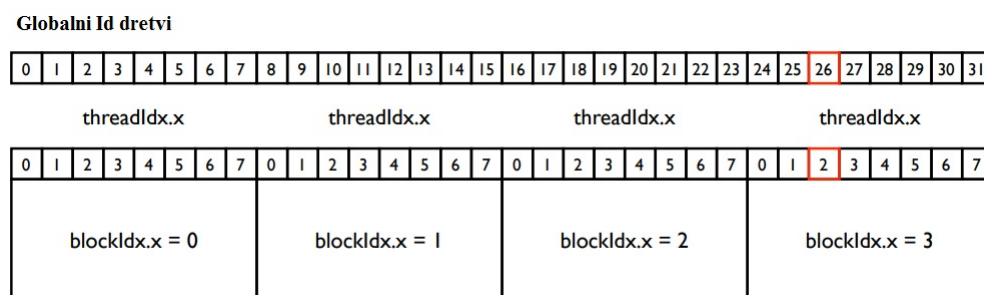 Globalni Id dretvi
0 1 2 3 4 5 6 7 8 9 10 11 12 13 14 15 16 17 18 19 20 21 22 23 24 25 26 27 28 29 30 31
threadIdx.x threadIdx.x threadIdx.x threadIdx.x
0 1 2 3 4 5 6 7 0 1 2 3 4 5 6 7 0 1 2 3 4 5 6 7 0 1 2 3 4 5 6 7
blockIdx.x = 0 blockIdx.x = 1 blockIdx.x = 2 blockIdx.x = 3